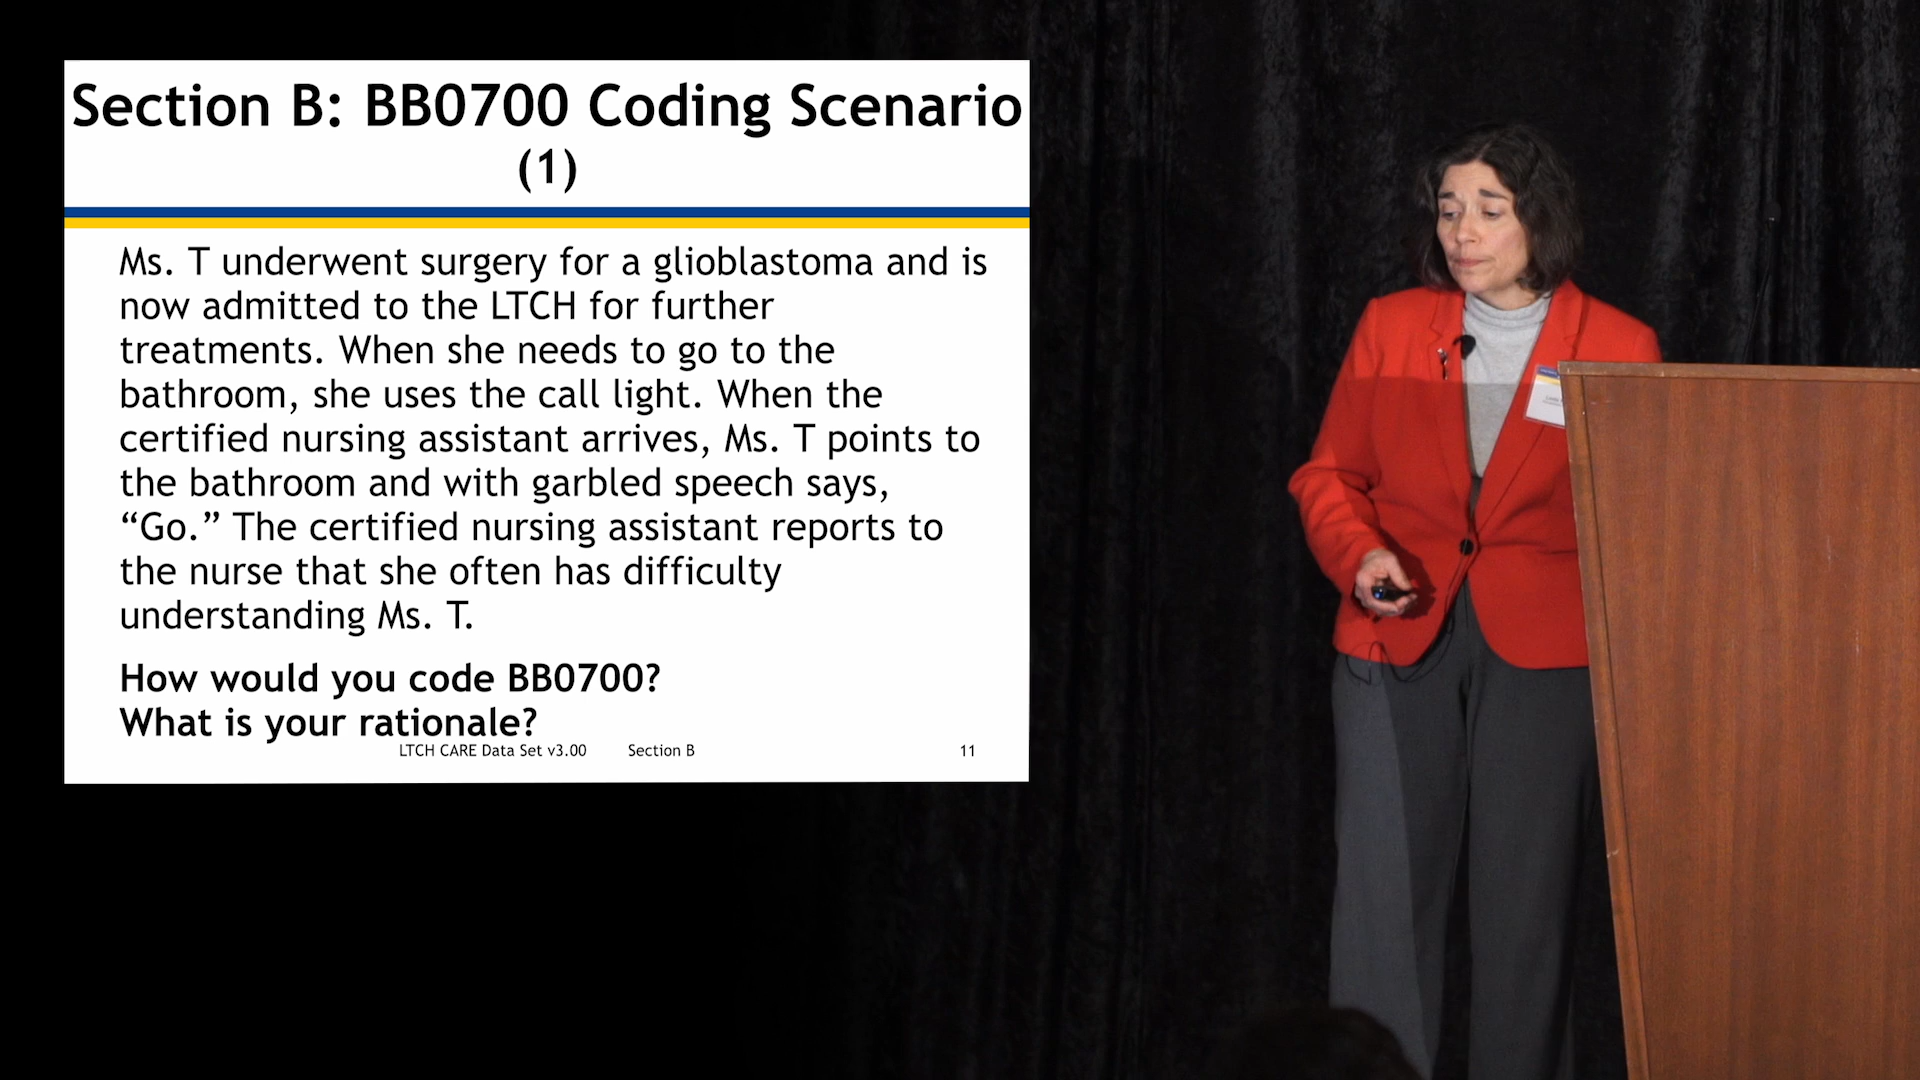 Section B: BB0700 Coding Scenario
(1)
Ms. T underwent surgery for a glioblastoma and is
now admitted to the LTCH for further
treatments. When she needs to go to the
bathroom, she uses the call light. When the
certified nursing assistant arrives, Ms. T points to
the bathroom and with garbled speech says,
“Go.” The certified nursing assistant reports to
the nurse that she often has difficulty
understanding Ms. T.
How would you code BB0700?
What is your rationale?
LTCH CARE Data Set v3.00 Section B 11